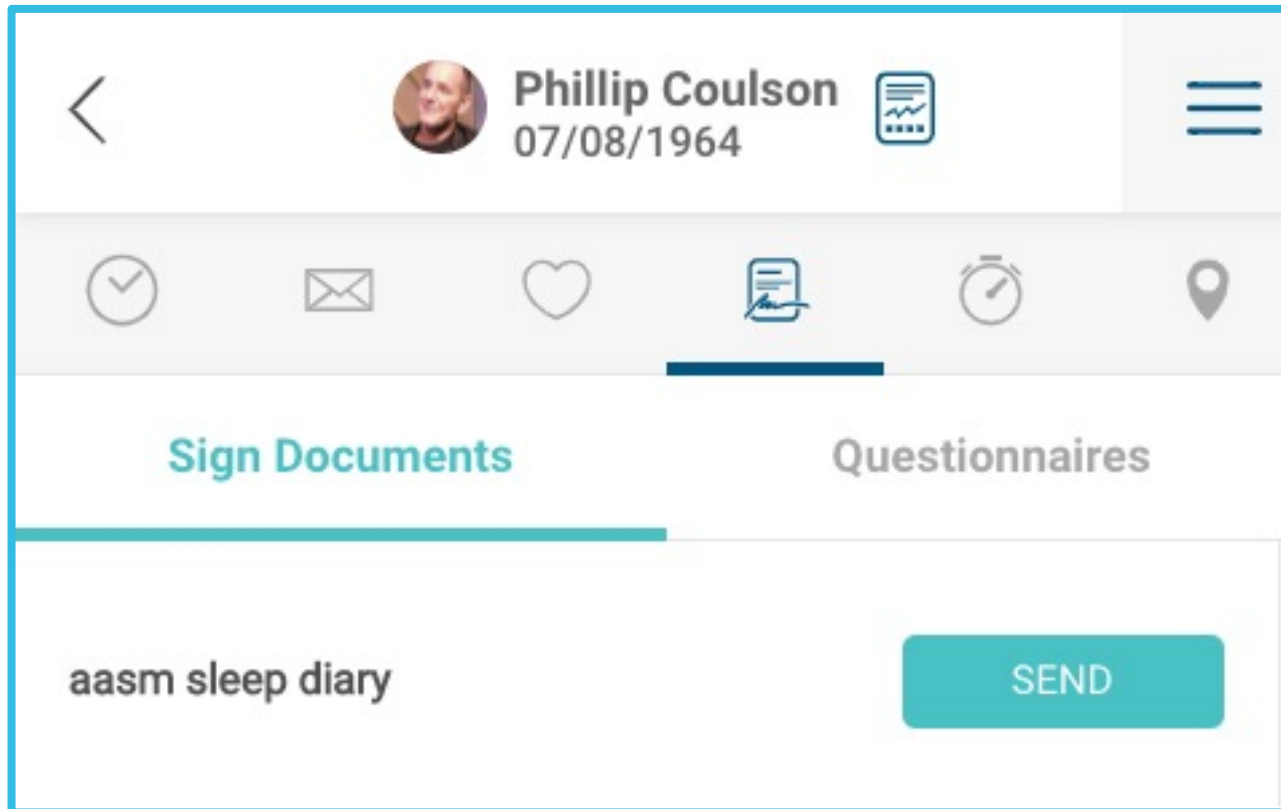 Phillip Coulson
07/08/1964
Sign Documents
Questionnaires
aasm sleep diary
SEND